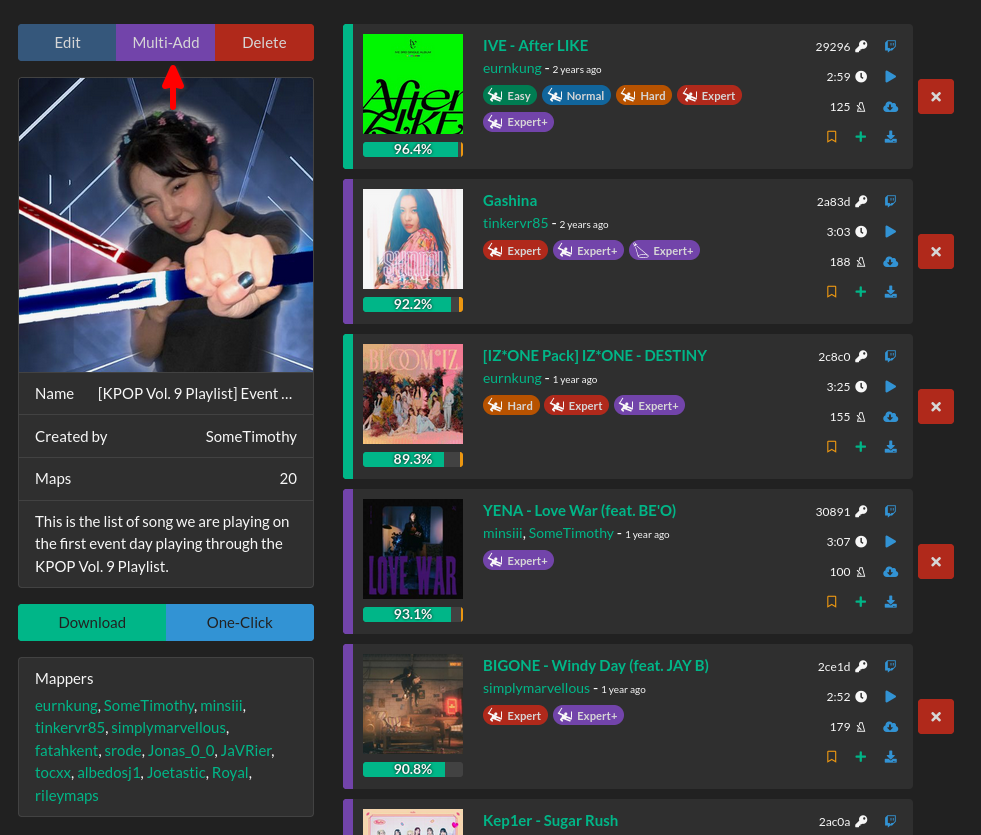 Edit
Multi-Add
Delete
Name [KPOP Vol. 9 Playlist] Event ...
Created by SomeTimothy
Maps 20
This is the list of song we are playing on
the first event day playing through the
KPOP Vol. 9 Playlist.
Download
One-Click
Mappers
eurnkung, SomeTimothy, minsiii,
tinkervr85, simplymarvellous,
fatahkent, srode, Jonas_0_0, JaVRier,
tocxx, albedosj1, Joetastic, Royal,
rileymaps
After
LIKE
96.4%
IVE - After LIKE
eurnkung - 2 years ago
Easy Normal Hard Expert
Expert+
29296
2:59
125
92.2%
Gashina
tinkervr85 - 2 years ago
Expert Expert+ Expert+
2a83d
3:03
188
BLOOM*IZ
89.3%
[IZ*ONE Pack] IZ*ONE - DESTINY
eurnkung - 1 year ago
Hard Expert Expert+
2c8c0
3:25
155
LOVE WAR
93.1%
YENA - Love War (feat. BE'O)
minsiii, SomeTimothy - 1 year ago
Expert+
30891
3:07
100
90.8%
BIGONE - Windy Day (feat. JAY B)
simplymarvellous - 1 year ago
Expert Expert+
2ce1d
2:52
179
Kep1er - Sugar Rush
2ac0a